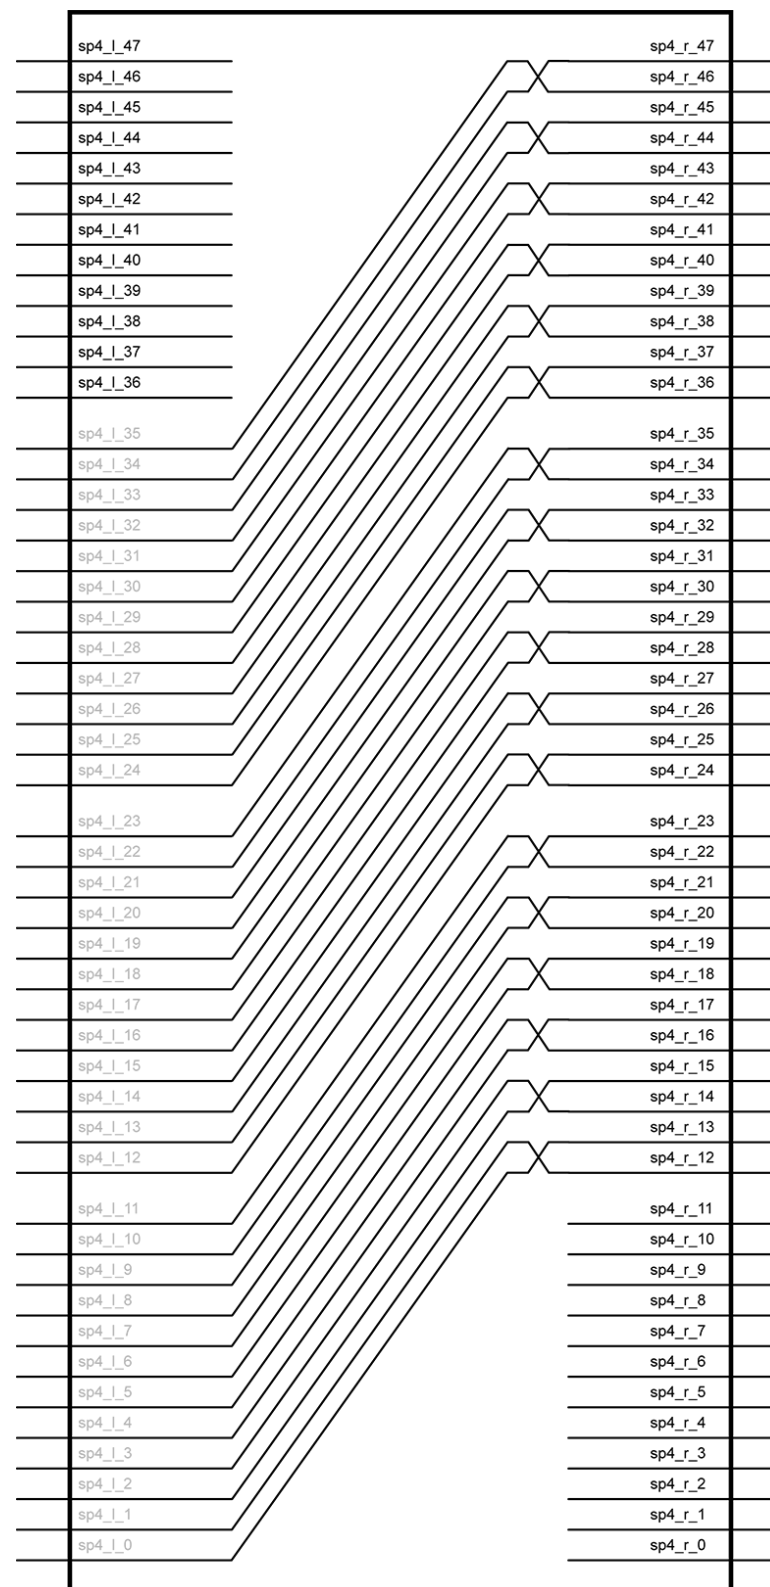 sp4_l_47 sp4_r_47
sp4_l_46 sp4_r_46
sp4_l_45 sp4_r_45
sp4_l_44 sp4_r_44
sp4_l_43 sp4_r_43
sp4_l_42 sp4_r_42
sp4_l_41 sp4_r_41
sp4_l_40 sp4_r_40
sp4_l_39 sp4_r_39
sp4_l_38 sp4_r_38
sp4_l_37 sp4_r_37
sp4_l_36 sp4_r_36
sp4_l_35 sp4_r_35
sp4_l_34 sp4_r_34
sp4_l_33 sp4_r_33
sp4_l_32 sp4_r_32
sp4_l_31 sp4_r_31
sp4_l_30 sp4_r_30
sp4_l_29 sp4_r_29
sp4_l_28 sp4_r_28
sp4_l_27 sp4_r_27
sp4_l_26 sp4_r_26
sp4_l_25 sp4_r_25
sp4_l_24 sp4_r_24
sp4_l_23 sp4_r_23
sp4_l_22 sp4_r_22
sp4_l_21 sp4_r_21
sp4_l_20 sp4_r_20
sp4_l_19 sp4_r_19
sp4_l_18 sp4_r_18
sp4_l_17 sp4_r_17
sp4_l_16 sp4_r_16
sp4_l_15 sp4_r_15
sp4_l_14 sp4_r_14
sp4_l_13 sp4_r_13
sp4_l_12 sp4_r_12
sp4_l_11 sp4_r_11
sp4_l_10 sp4_r_10
sp4_l_9 sp4_r_9
sp4_l_8 sp4_r_8
sp4_l_7 sp4_r_7
sp4_l_6 sp4_r_6
sp4_l_5 sp4_r_5
sp4_l_4 sp4_r_4
sp4_l_3 sp4_r_3
sp4_l_2 sp4_r_2
sp4_l_1 sp4_r_1
sp4_l_0 sp4_r_0